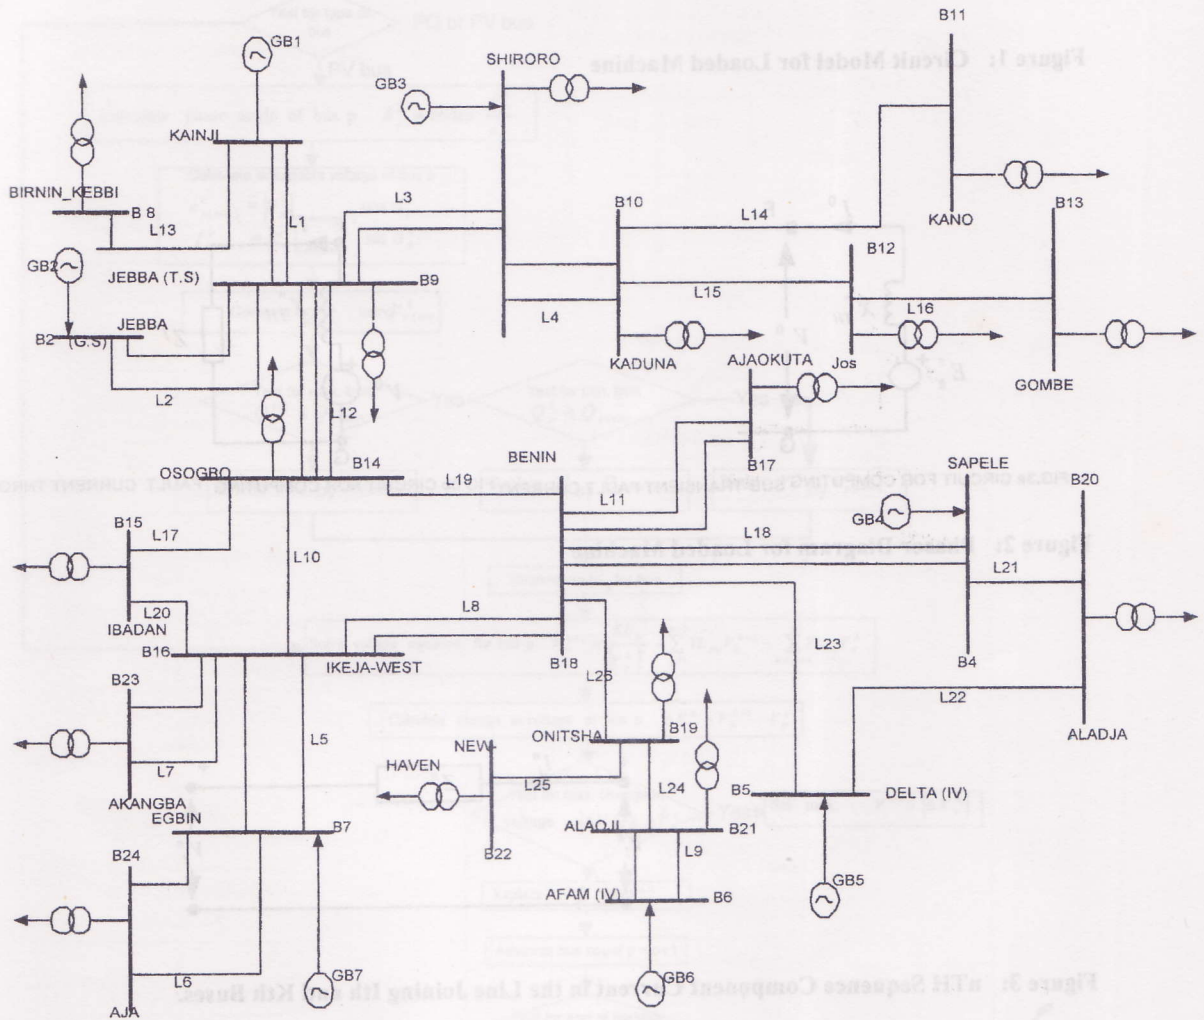 B11
GB1
SHIRORO
Figure 1: Circuit Model for Loaded Machine
GB3
KAINJI
BIRNIN_KEBBI
B 8
L13
L1
L3
B10
L14
KANO
B13
B12
GB2
JEBBA (T.S)
B9
L15
L16
L4
JEBBA
B2
(G.S)
KADUNA
AJAOKUTA
Jos
GOMBE
L2
L12
BENIN
B17
SAPELE
OSOGBO
B14
L19
B20
L11
GB4
B15
L17
L10
L18
Figure 2: Phasor Diagram for Loaded Machine
L21
L20
IBADAN
L8
B16
IKEJA-WEST
B18
L23
B4
B23
L26
L22
L5
ONITSHA
B19
ALADJA
NEW
HAVEN
L7
L25
L24
B5
DELTA (IV)
AKANGBA
EGBIN
B7
ALAOJI
B21
B24
B22
L9
GB5
AFAM (IV)
B6
L6
GB7
GB6
Figure 3: nTH Sequence Component Current in the Line Joining Ith and Kth Buses.
AJA